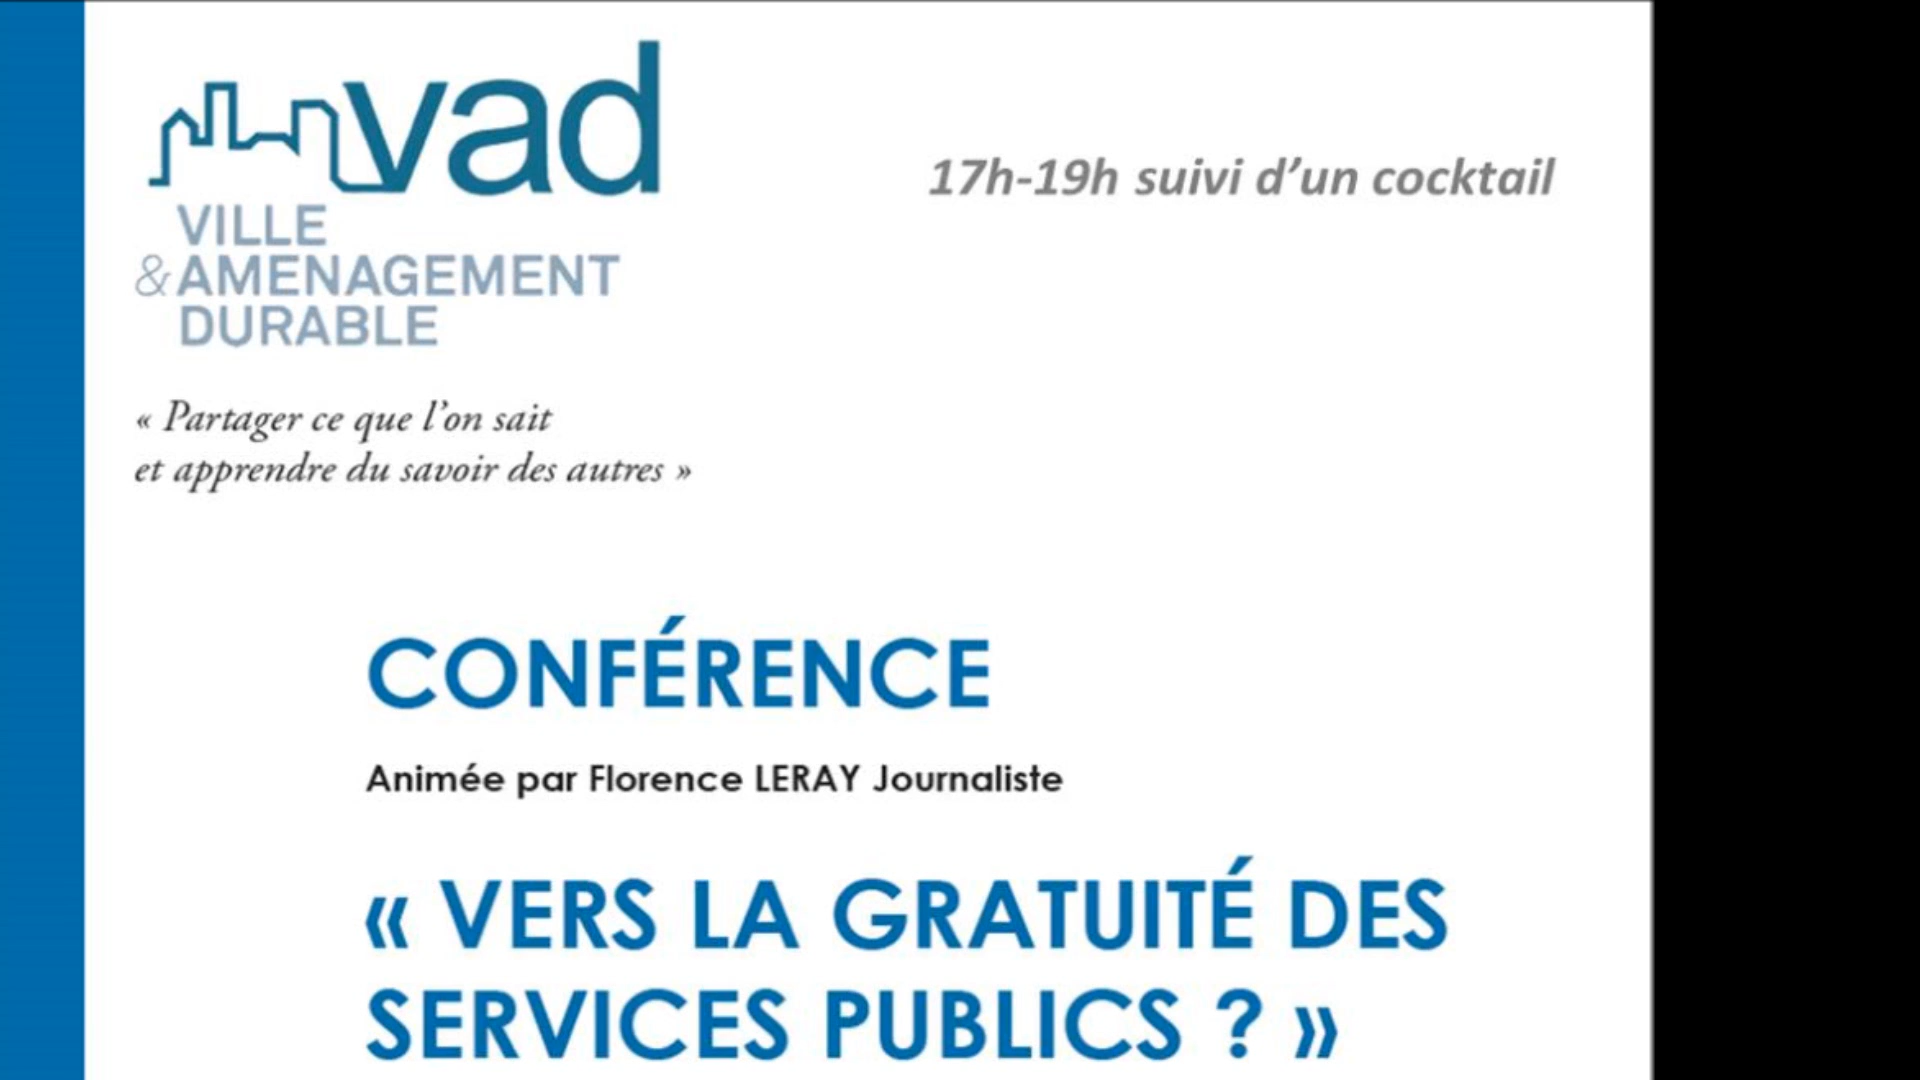 vad
VILLE
& AMENAGEMENT
DURABLE
17h-19h suivi d’un cocktail
« Partager ce que l’on sait
et apprendre du savoir des autres »
CONFÉRENCE
Animée par Florence LERAY Journaliste
« VERS LA GRATUITÉ DES
SERVICES PUBLICS ? »